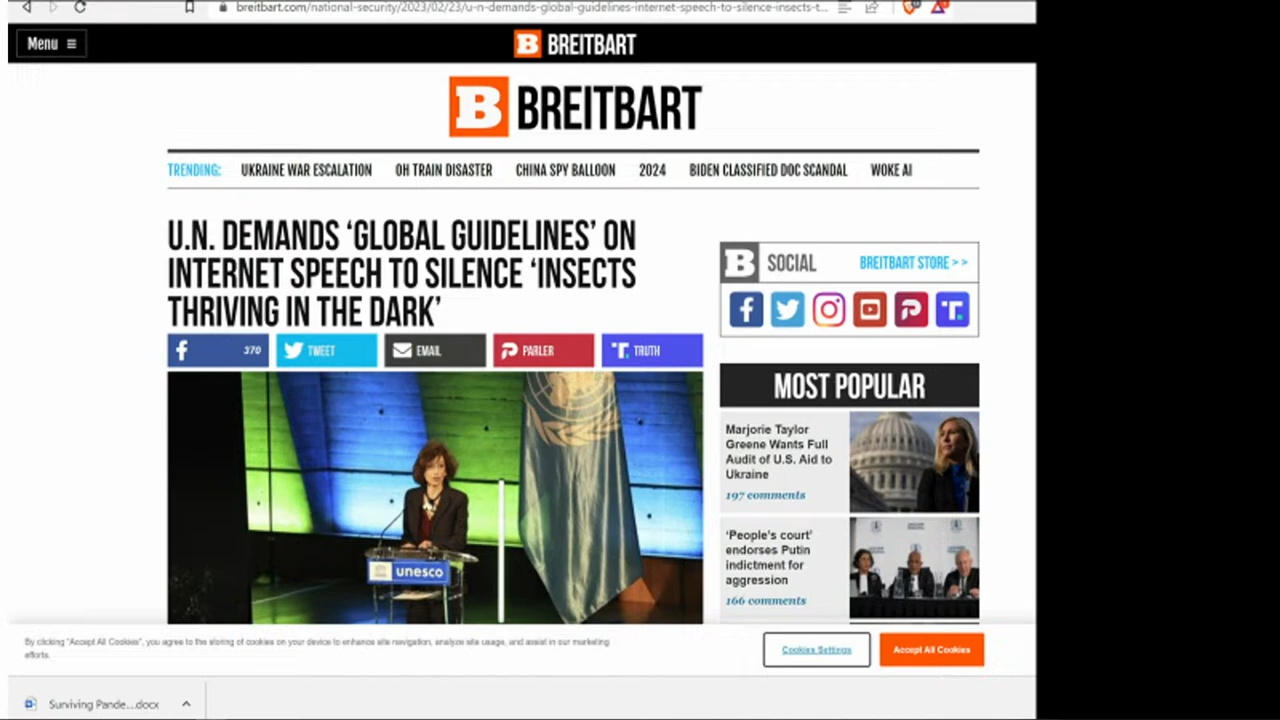 breitbart.com/national-security/2023/02/23/u-n-demands-global-guidelines-internet-speech-to-silence-insects-t...
Menu
BREITBART
BREITBART
TRENDING: UKRAINE WAR ESCALATION OH TRAIN DISASTER CHINA SPY BALLOON 2024 BIDEN CLASSIFIED DOC SCANDAL WOKE AI
U.N. DEMANDS ‘GLOBAL GUIDELINES’ ON
INTERNET SPEECH TO SILENCE ‘INSECTS
THRIVING IN THE DARK’
370 TWEET EMAIL PARLER TRUTH
unesco
B SOCIAL BREITBART STORE > >
MOST POPULAR
Marjorie Taylor
Greene Wants Full
Audit of U.S. Aid to
Ukraine
197 comments
‘People's court’
endorses Putin
indictment for
aggression
166 comments
By clicking "Accept All Cookies", you agree to the storing of cookies on your device to enhance site navigation, analyze site usage, and assist in our marketing
efforts.
Cookies Settings
Accept All Cookies
Surviving Pande...docx